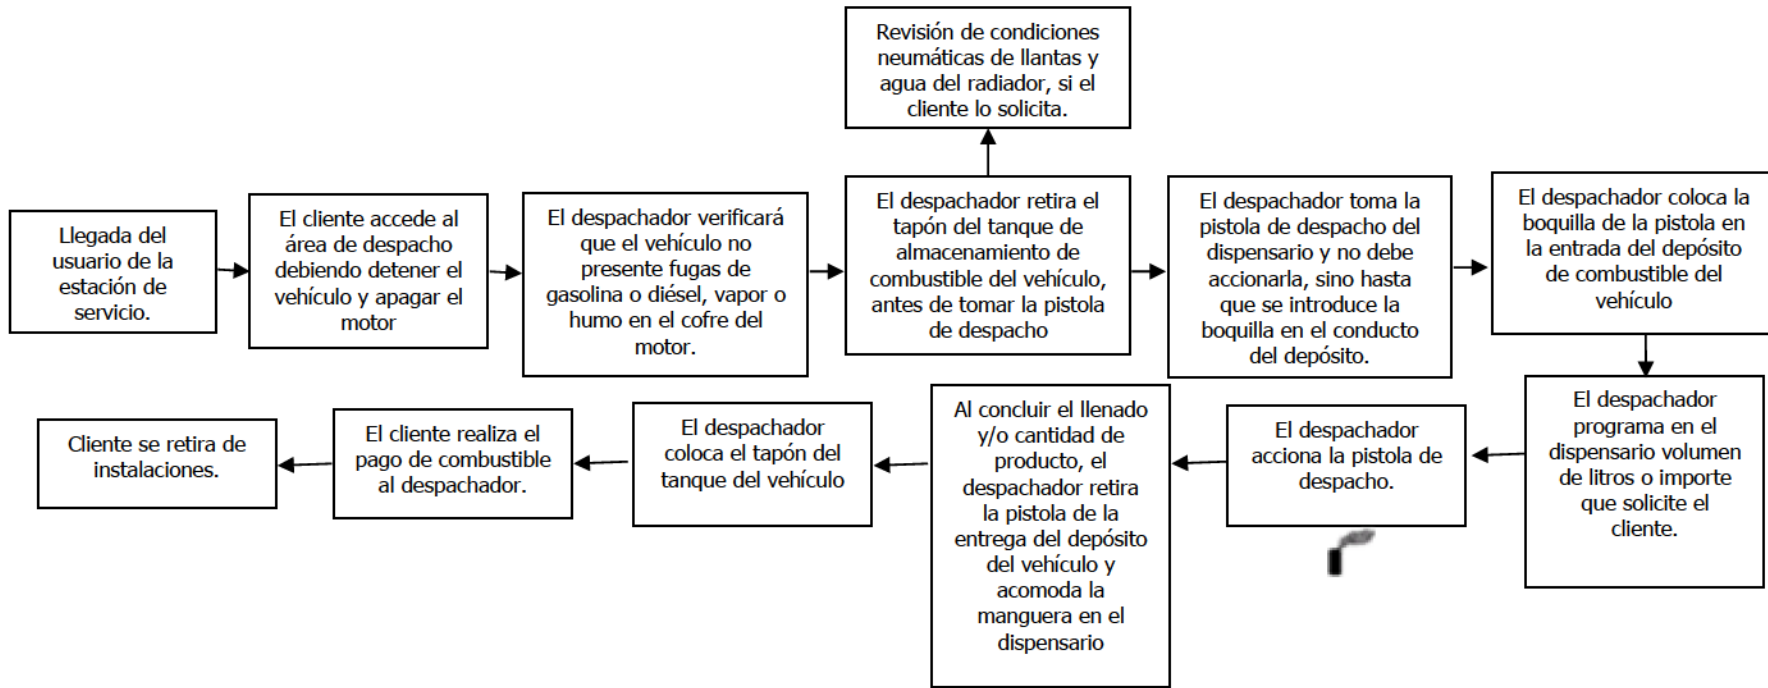 Revisión de condiciones
neumáticas de llantas y
agua del radiador, si el
cliente lo solicita.
Llegada del
usuario de la
estación de
servicio.
El cliente accede al
área de despacho
debiendo detener el
vehículo y apagar el
motor
El despachador verificará
que el vehículo no
presente fugas de
gasolina o diésel, vapor o
humo en el cofre del
motor.
El despachador retira el
tapón del tanque de
almacenamiento de
combustible del vehículo,
antes de tomar la pistola
de despacho
El despachador toma la
pistola de despacho del
dispensario y no debe
accionarla, sino hasta
que se introduce la
boquilla en el conducto
del depósito.
El despachador coloca la
boquilla de la pistola en
la entrada del depósito
de combustible del
vehículo
El despachador
programa en el
dispensario volumen
de litros o importe
que solicite el
cliente.
El despachador
acciona la pistola de
despacho.
Al concluir el llenado
y/o cantidad de
producto, el
despachador retira
la pistola de la
entrega del depósito
del vehículo y
acomoda la
manguera en el
dispensario
El despachador
coloca el tapón del
tanque del vehículo
El cliente realiza el
pago de combustible
al despachador.
Cliente se retira de
instalaciones.